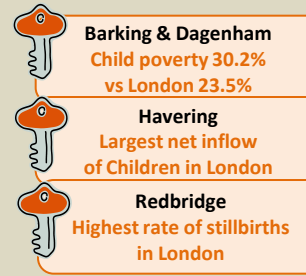 Barking & Dagenham
Child poverty 30.2%
vs London 23.5%
Havering
Largest net inflow
of Children in London
Redbridge
Highest rate of stillbirths
in London